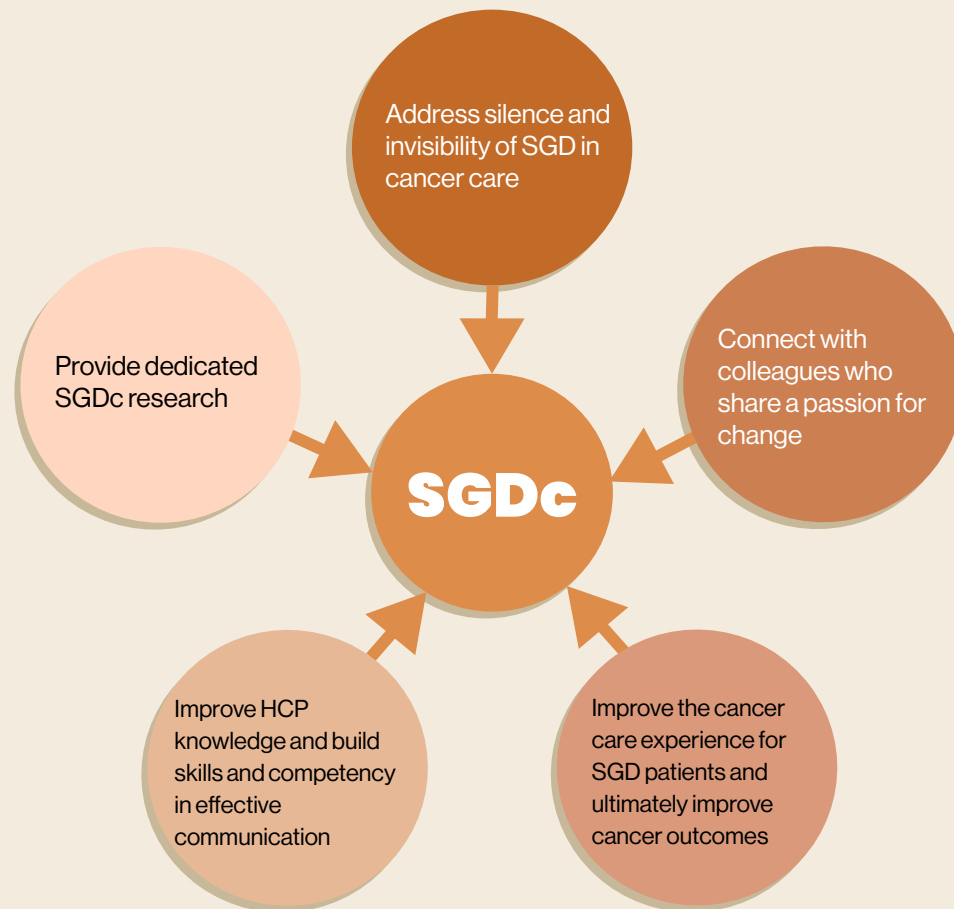 Address silence and
invisibility of SGD in
cancer care
Provide dedicated
SGDc research
Connect with
colleagues who
share a passion for
change
SGDc
Improve HCP
knowledge and build
skills and competency
in effective
communication
Improve the cancer
care experience for
SGD patients and
ultimately improve
cancer outcomes